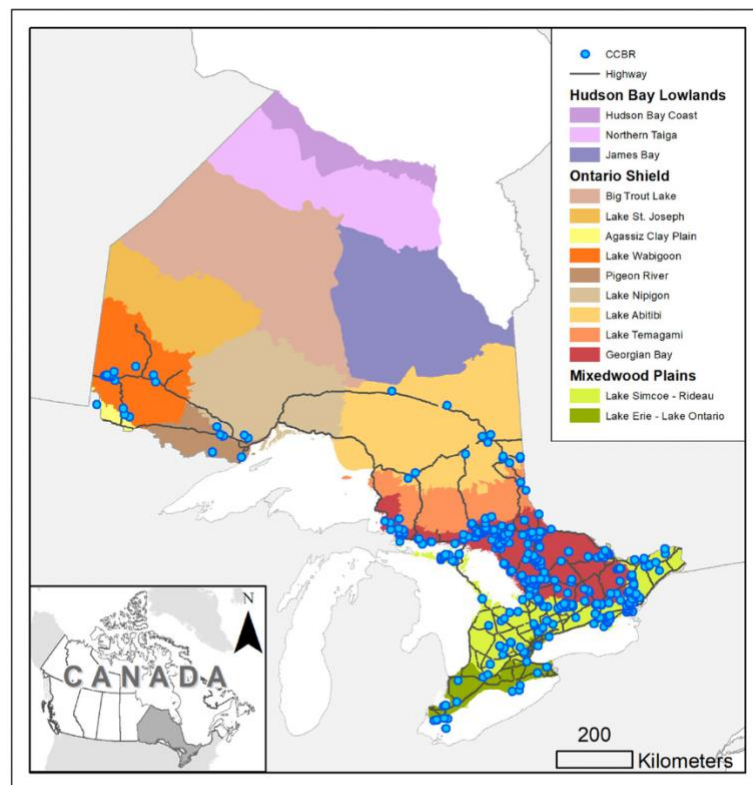 CCBR
Highway
Hudson Bay Lowlands
Hudson Bay Coast
Northern Taiga
James Bay
Ontario Shield
Big Trout Lake
Lake St. Joseph
Agassiz Clay Plain
Lake Wabigoon
Pigeon River
Lake Nipigon
Lake Abitibi
Lake Temagami
Georgian Bay
Mixedwood Plains
Lake Simcoe - Rideau
Lake Erie - Lake Ontario
N
CANADA
200
Kilometers